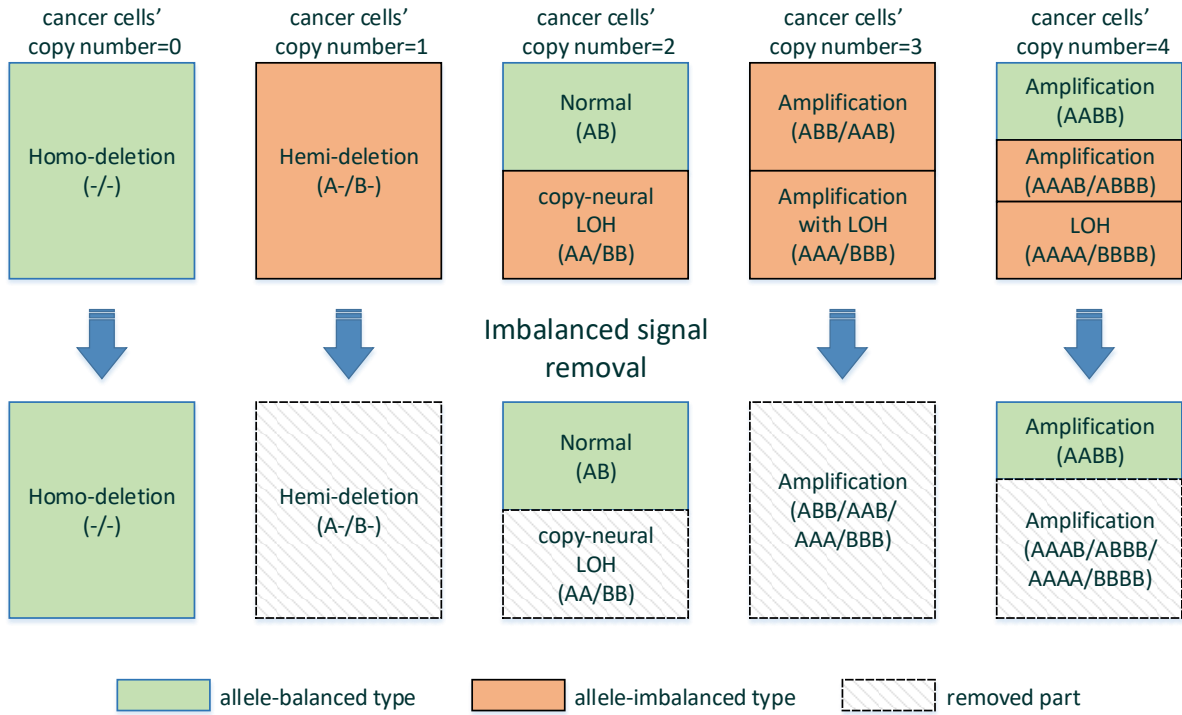 cancer cells’
copy number=0
cancer cells’
copy number=1
cancer cells’
copy number=2
cancer cells’
copy number=3
cancer cells’
copy number=4
Homo-deletion
(-/-)
Hemi-deletion
(A-/B-)
Normal
(AB)
copy-neural
LOH
(AA/BB)
Amplification
(ABB/AAB)
Amplification
with LOH
(AAA/BBB)
Amplification
(AABB)
Amplification
(AAAB/ABBB)
LOH
(AAAA/BBBB)
Imbalanced signal
removal
Homo-deletion
(-/-)
Hemi-deletion
(A-/B-)
Normal
(AB)
copy-neural
LOH
(AA/BB)
Amplification
(ABB/AAB/
AAA/BBB)
Amplification
(AABB)
Amplification
(AAAB/ABBB/
AAAA/BBBB)
allele-balanced type
allele-imbalanced type
removed part